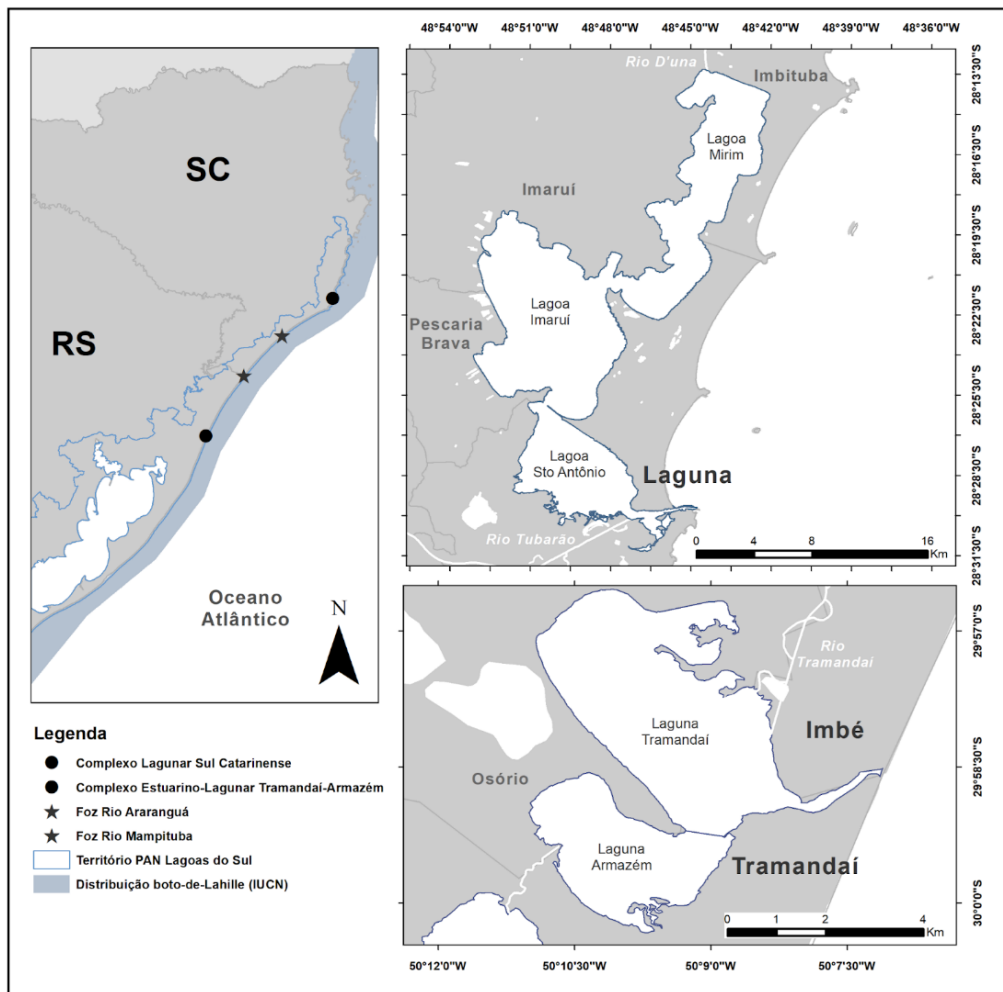 SC
RS
Oceano
Atlântico
N
Legenda
Complexo Lagunar Sul Catarinense
Complexo Estuarino-Lagunar Tramandaí-Armazém
Foz Rio Araranguá
Foz Rio Mampituba
Território PAN Lagoas do Sul
Distribuição boto-de-Lahille (IUCN)
48°54'0"W 48°51'0"W 48°48'0"W 48°45'0"W 48°42'0"W 48°39'0"W 48°36'0"W
Rio D'una
Imbituba
Lagoa
Mirim
Imaruí
Lagoa
Imaruí
Pescaria
Brava
Lagoa
Sto Antônio
Laguna
Rio Tubarão
0 4 8 16
Km
28°13'30"S
28°16'30"S
28°19'30"S
28°22'30"S
28°25'30"S
28°28'30"S
28°31'30"S
Rio
Tramandaí
Laguna
Tramandaí
Imbé
Osório
Laguna
Armazém
Tramandaí
0 1 2 4
Km
29°57'0"S
29°58'30"S
30°0'0"S
50°12'0"W 50°10'30"W 50°9'0"W 50°7'30"W